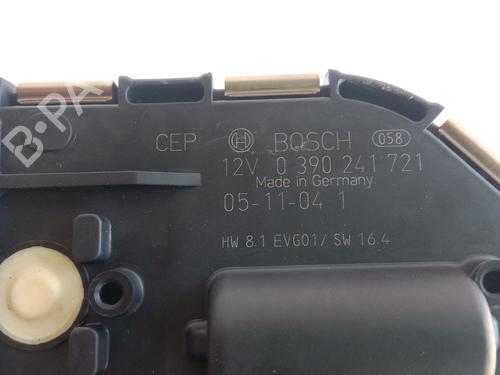 CEP BOSCH 058
12V 0 390 241 721
Made in Germany
05-11-04 1
HW 8.1 EVG01/ SW 16.4
B-PA